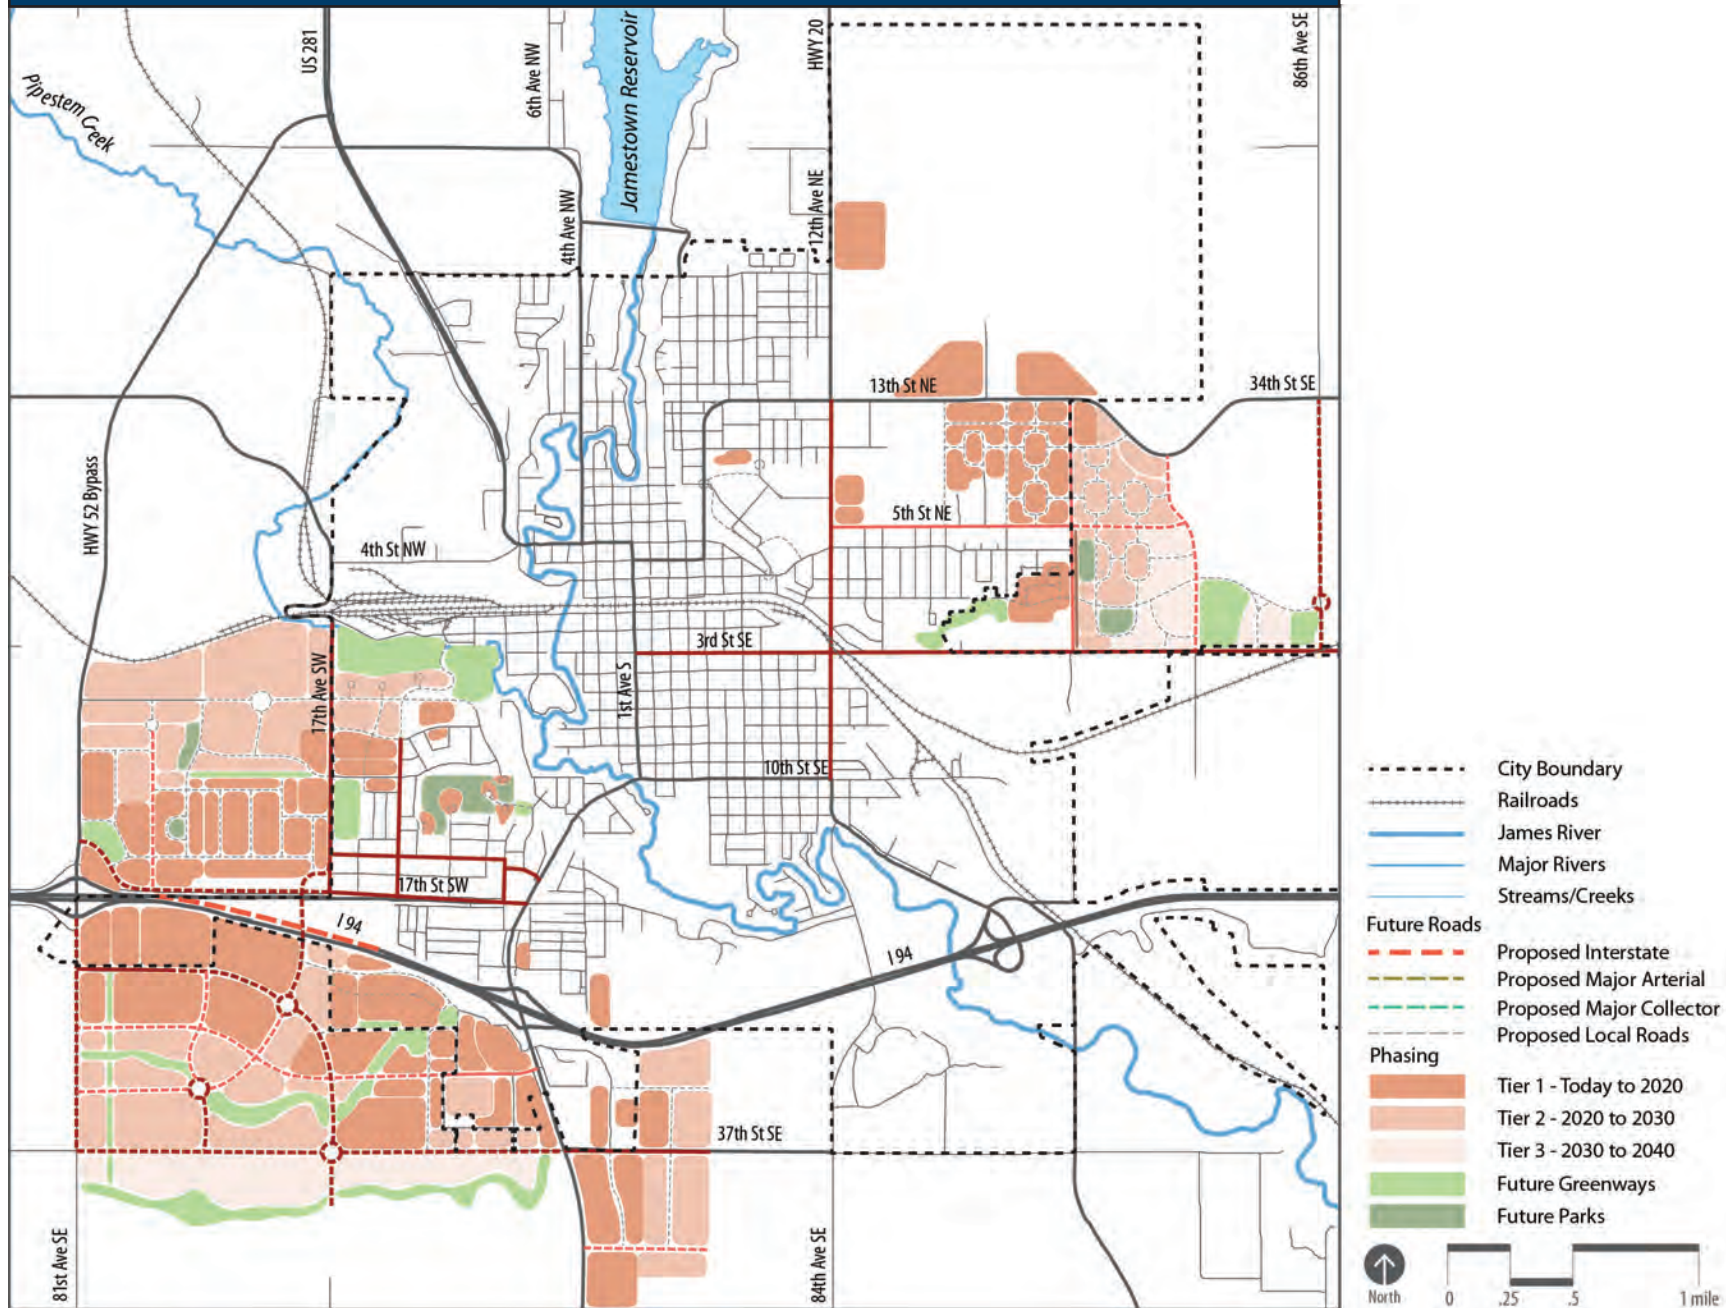 US 281
6th Ave NW
Jamestown Reservoir
HWY 20
86th Ave SE
Pipestem Creek
12th Ave NE
4th Ave NW
13th St NE
34th St SE
HWY 52 Bypass
5th St NE
4th St NW
3rd St SE
17th Ave SW
1st Ave S
10th St SE
17th St SW
I 94
I 94
37th St SE
81st Ave SE
84th Ave SE
City Boundary
Railroads
James River
Major Rivers
Streams/Creeks
Future Roads
Proposed Interstate
Proposed Major Arterial
Proposed Major Collector
Proposed Local Roads
Phasing
Tier 1 - Today to 2020
Tier 2 - 2020 to 2030
Tier 3 - 2030 to 2040
Future Greenways
Future Parks
North
0 .25 .5 1 mile